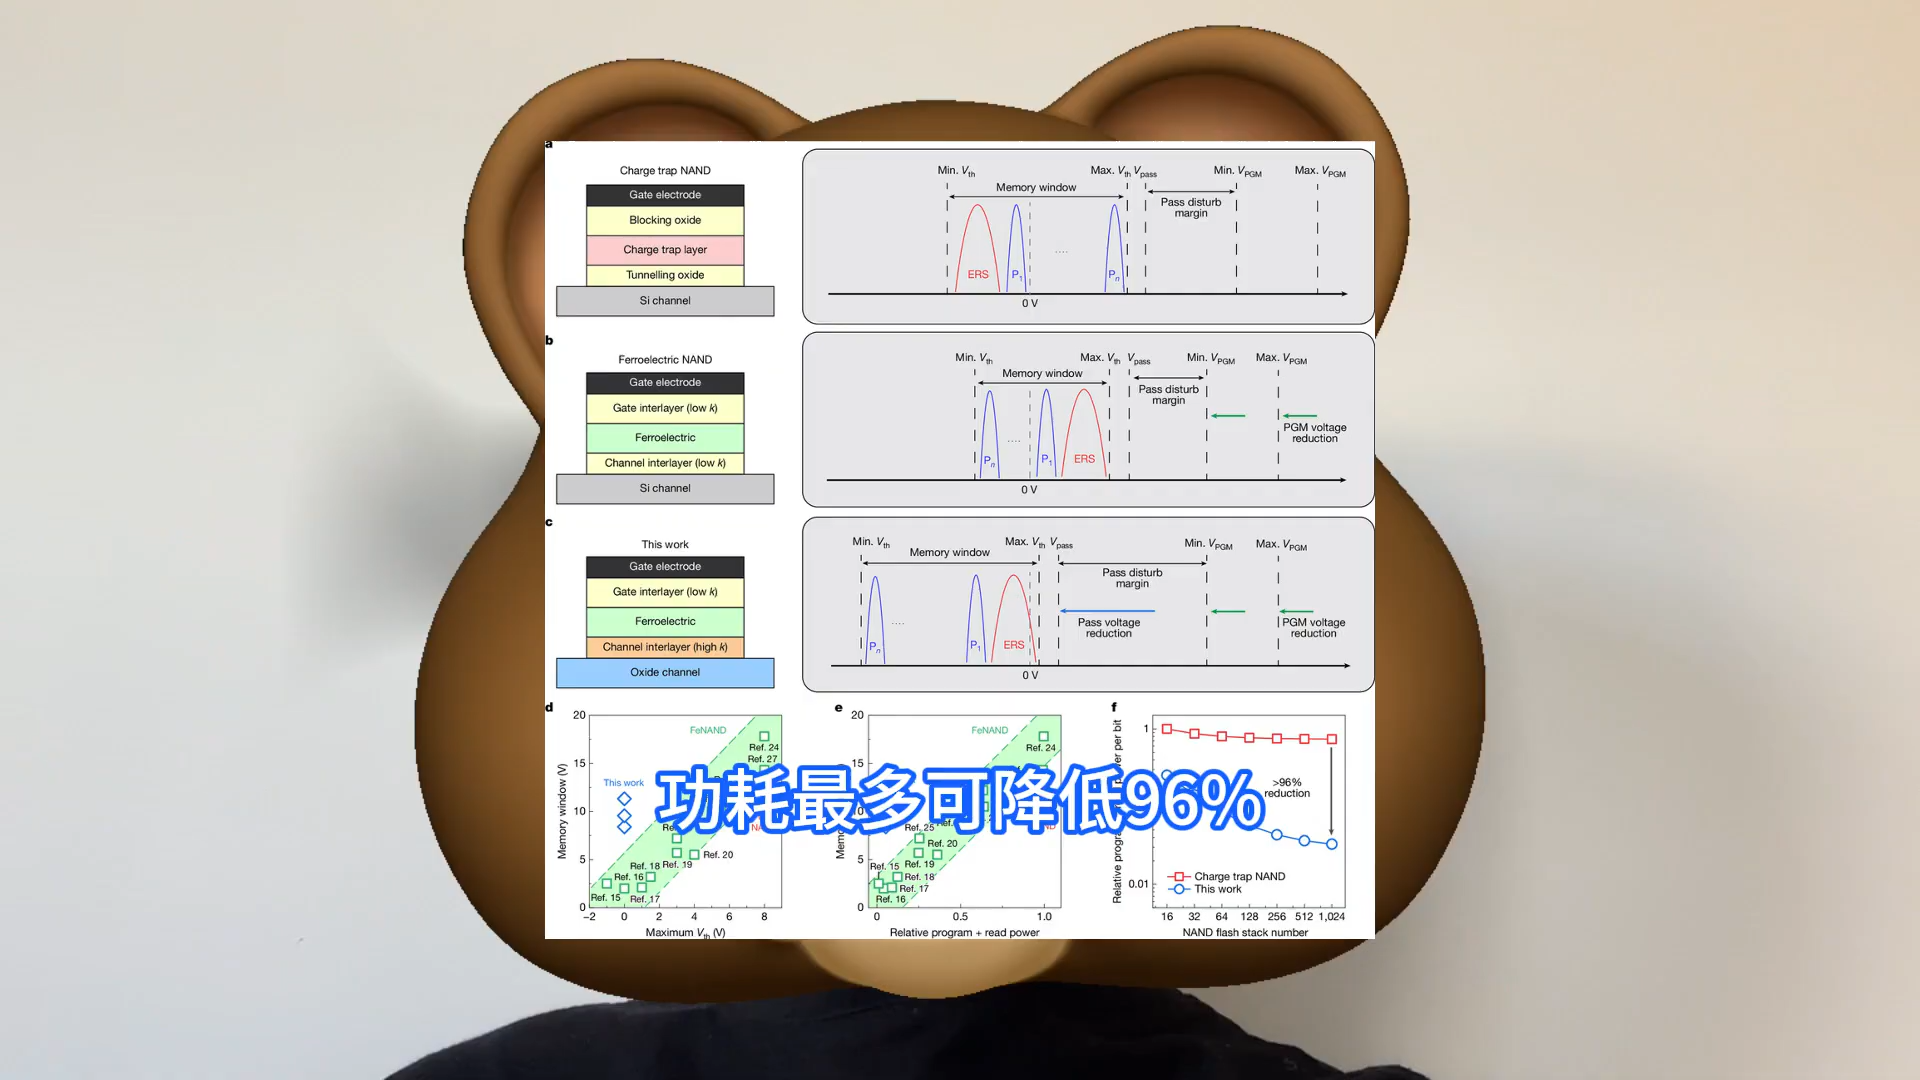 a
Charge trap NAND
Gate electrode
Blocking oxide
Charge trap layer
Tunnelling oxide
Si channel
Min. Vth
Max. Vth Vpass
Min. VPGM
Max. VPGM
Memory window
Pass disturb
margin
ERS
P1
....
Pn
0 V
b
Ferroelectric NAND
Gate electrode
Gate interlayer (low k)
Ferroelectric
Channel interlayer (low k)
Si channel
Min. Vth
Max. Vth Vpass
Min. VPGM
Max. VPGM
Memory window
Pass disturb
margin
PGM voltage
reduction
Pn
....
P1
ERS
0 V
c
This work
Gate electrode
Gate interlayer (low k)
Ferroelectric
Channel interlayer (high k)
Oxide channel
Min. Vth
Max. Vth Vpass
Min. VPGM
Max. VPGM
Memory window
Pass disturb
margin
Pass voltage
reduction
PGM voltage
reduction
Pn
....
P1
ERS
0 V
d
20
15
10
5
0
Memory window (V)
FeNAND
Ref. 24
Ref. 27
This work
Ref. 20
Ref. 19
Ref. 18
Ref. 16
Ref. 15
Ref. 17
−2 0 2 4 6 8
Maximum Vth (V)
e
20
15
10
5
0
FeNAND
Ref. 24
Ref. 25
Ref. 20
Ref. 19
Ref. 15
Ref. 18
Ref. 17
Ref. 16
0 0.5 1.0
Relative program + read power
f
1
0.01
>96%
reduction
Charge trap NAND
This work
16 32 64 128 256 512 1,024
NAND flash stack number
功耗最多可降低96%